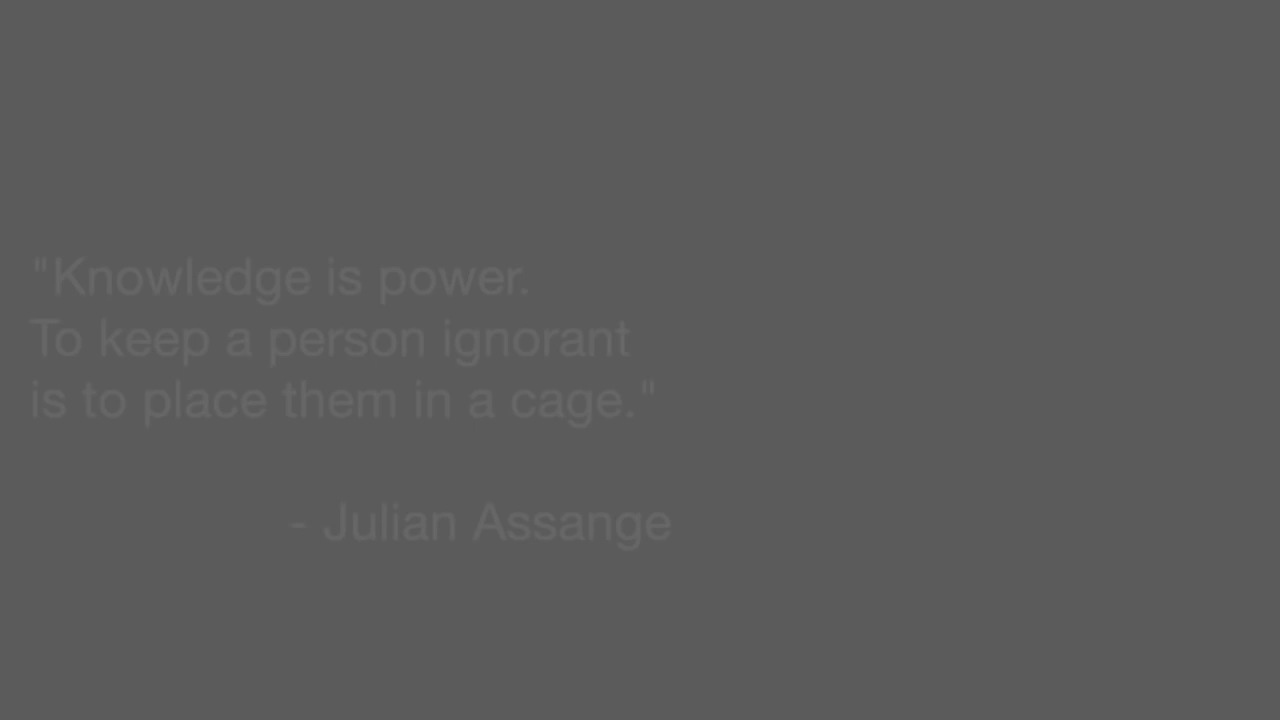 "Knowledge is power.
To keep a person ignorant
is to place them in a cage."
- Julian Assange